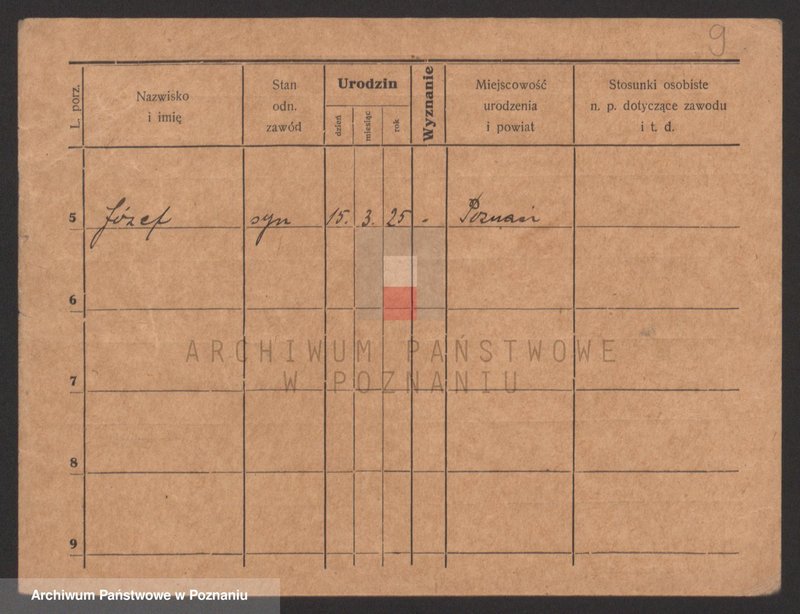 9
L. porz.
Nazwisko
i imię
Stan
odn.
zawód
Urodzin
dzień
miesiąc
rok
Wyznanie
Miejscowość
urodzenia
i powiat
Stosunki osobiste
n. p. dotyczące zawodu
i t. d.
5 Józef syn 15. 3. 25 - Poznań
6
ARCHIWUM PAŃSTWOWE
W POZNANIU
7
8
9
Archiwum Państwowe w Poznaniu